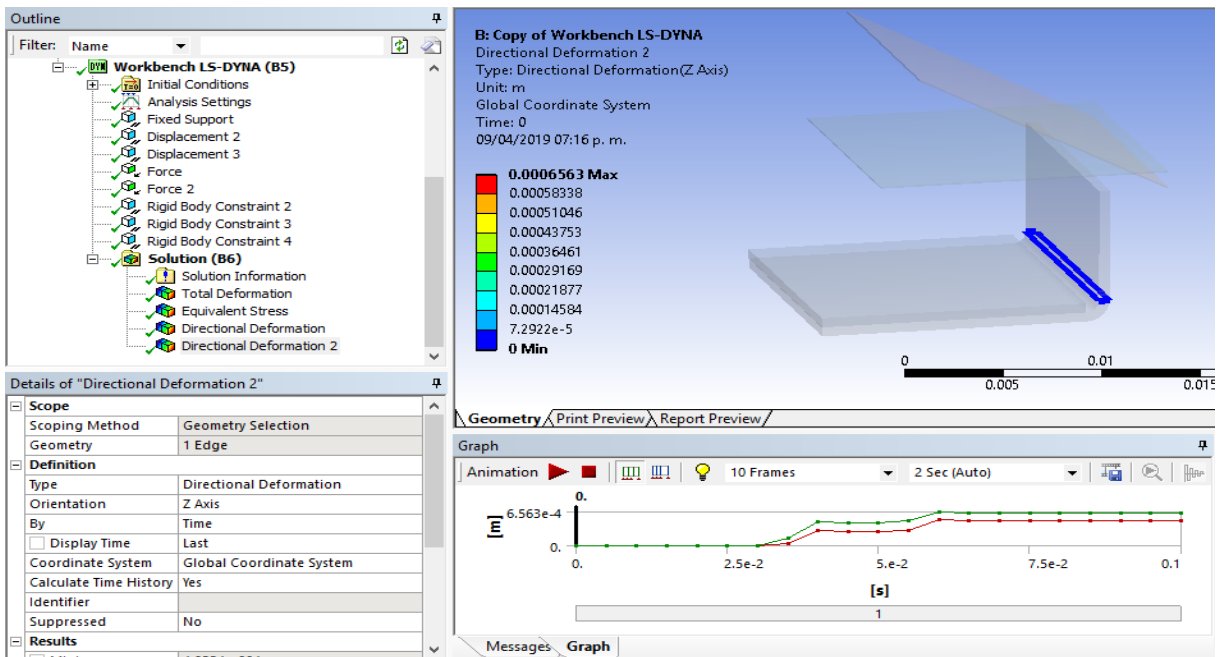 Outline
Filter: Name
Workbench LS-DYNA (B5)
Initial Conditions
Analysis Settings
Fixed Support
Displacement 2
Displacement 3
Force
Force 2
Rigid Body Constraint 2
Rigid Body Constraint 3
Rigid Body Constraint 4
Solution (B6)
Solution Information
Total Deformation
Equivalent Stress
Directional Deformation
Directional Deformation 2
Details of "Directional Deformation 2"
Scope
Scoping Method Geometry Selection
Geometry 1 Edge
Definition
Type Directional Deformation
Orientation Z Axis
By Time
Display Time Last
Coordinate System Global Coordinate System
Calculate Time History Yes
Identifier
Suppressed No
Results
B: Copy of Workbench LS-DYNA
Directional Deformation 2
Type: Directional Deformation(Z Axis)
Unit: m
Global Coordinate System
Time: 0
09/04/2019 07:16 p. m.
0.0006563 Max
0.00058338
0.00051046
0.00043753
0.00036461
0.00029169
0.00021877
0.00014584
7.2922e-5
0 Min
0 0.01
0.005 0.015
Geometry Print Preview Report Preview
Graph
Animation 10 Frames 2 Sec (Auto)
0.
6.563e-4
[m]
0.
0. 2.5e-2 5.e-2 7.5e-2 0.1
[s]
1
Messages Graph